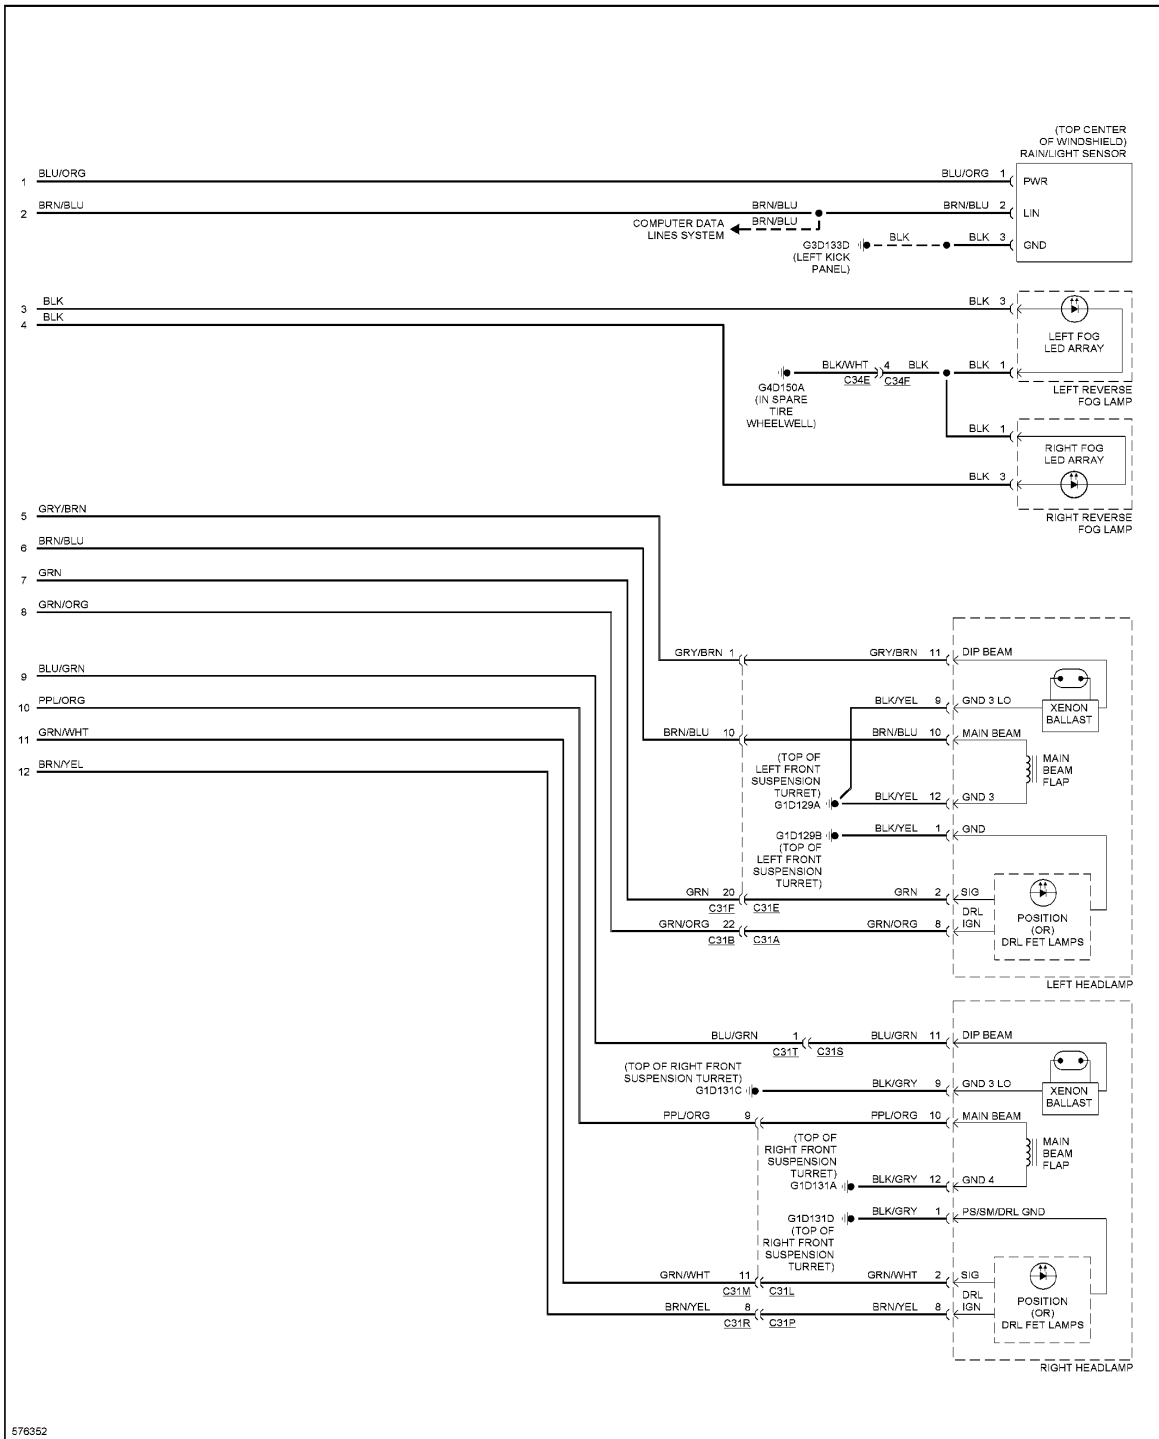 (TOP CENTER
OF WINDSHIELD)
RAIN/LIGHT SENSOR
1 BLU/ORG BLU/ORG 1 PWR
2 BRN/BLU BRN/BLU BRN/BLU 2 LIN
COMPUTER DATA
LINES SYSTEM
BRN/BLU
G3D133D
(LEFT KICK
PANEL)
BLK BLK 3 GND
3 BLK BLK 3
4 BLK
LEFT FOG
LED ARRAY
BLK/WHT 4 BLK BLK 1
C34E C34F
G4D150A
(IN SPARE
TIRE
WHEELWELL)
LEFT REVERSE
FOG LAMP
BLK 1
RIGHT FOG
LED ARRAY
BLK 3
RIGHT REVERSE
FOG LAMP
5 GRY/BRN
6 BRN/BLU
7 GRN
8 GRN/ORG
9 BLU/GRN
10 PPL/ORG
11 GRN/WHT
12 BRN/YEL
GRY/BRN 1 GRY/BRN 11 DIP BEAM
BLK/YEL 9 GND 3 LO
XENON
BALLAST
BRN/BLU 10 BRN/BLU 10 MAIN BEAM
(TOP OF
LEFT FRONT
SUSPENSION
TURRET)
G1D129A
MAIN
BEAM
FLAP
BLK/YEL 12 GND 3
BLK/YEL 1 GND
G1D129B
(TOP OF
LEFT FRONT
SUSPENSION
TURRET)
GRN 20 GRN 2 SIG
C31F C31E
DRL
GRN/ORG 22 GRN/ORG 8 IGN
C31B C31A
POSITION
(OR)
DRL FET LAMPS
LEFT HEADLAMP
BLU/GRN 1 BLU/GRN 11 DIP BEAM
C31T C31S
(TOP OF RIGHT FRONT
SUSPENSION TURRET)
G1D131C
BLK/GRY 9 GND 3 LO
XENON
BALLAST
PPL/ORG 9 PPL/ORG 10 MAIN BEAM
(TOP OF
RIGHT FRONT
SUSPENSION
TURRET)
G1D131A
MAIN
BEAM
FLAP
BLK/GRY 12 GND 4
BLK/GRY 1 PS/SM/DRL GND
G1D131D
(TOP OF
RIGHT FRONT
SUSPENSION
TURRET)
GRN/WHT 11 GRN/WHT 2 SIG
C31M C31L
DRL
BRN/YEL 8 BRN/YEL 8 IGN
C31R C31P
POSITION
(OR)
DRL FET LAMPS
RIGHT HEADLAMP
576352